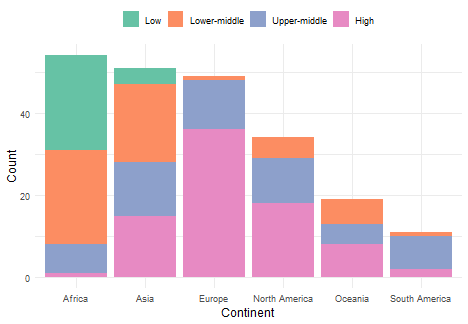 Low Lower-middle Upper-middle High
Count
40
20
0
Africa Asia Europe North America Oceania South America
Continent